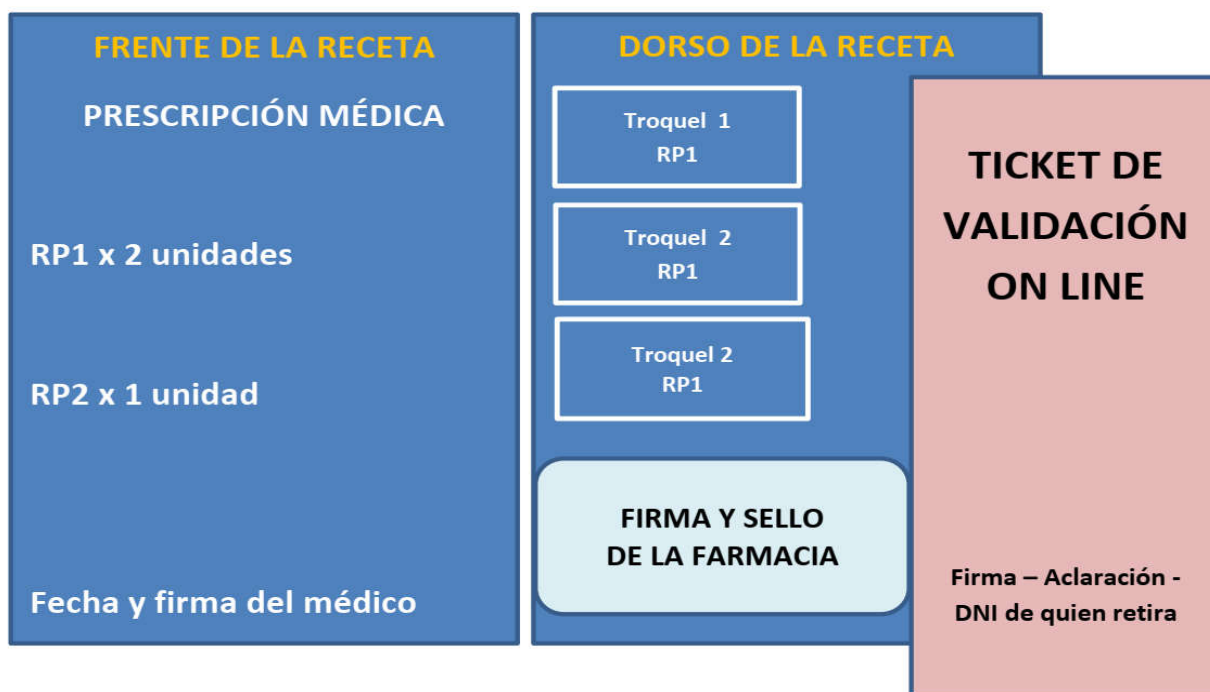 FRENTE DE LA RECETA
PRESCRIPCIÓN MÉDICA
RP1 x 2 unidades
RP2 x 1 unidad
Fecha y firma del médico
DORSO DE LA RECETA
Troquel 1
RP1
Troquel 2
RP1
Troquel 2
RP1
FIRMA Y SELLO
DE LA FARMACIA
TICKET DE
VALIDACIÓN
ON LINE
Firma – Aclaración -
DNI de quien retira